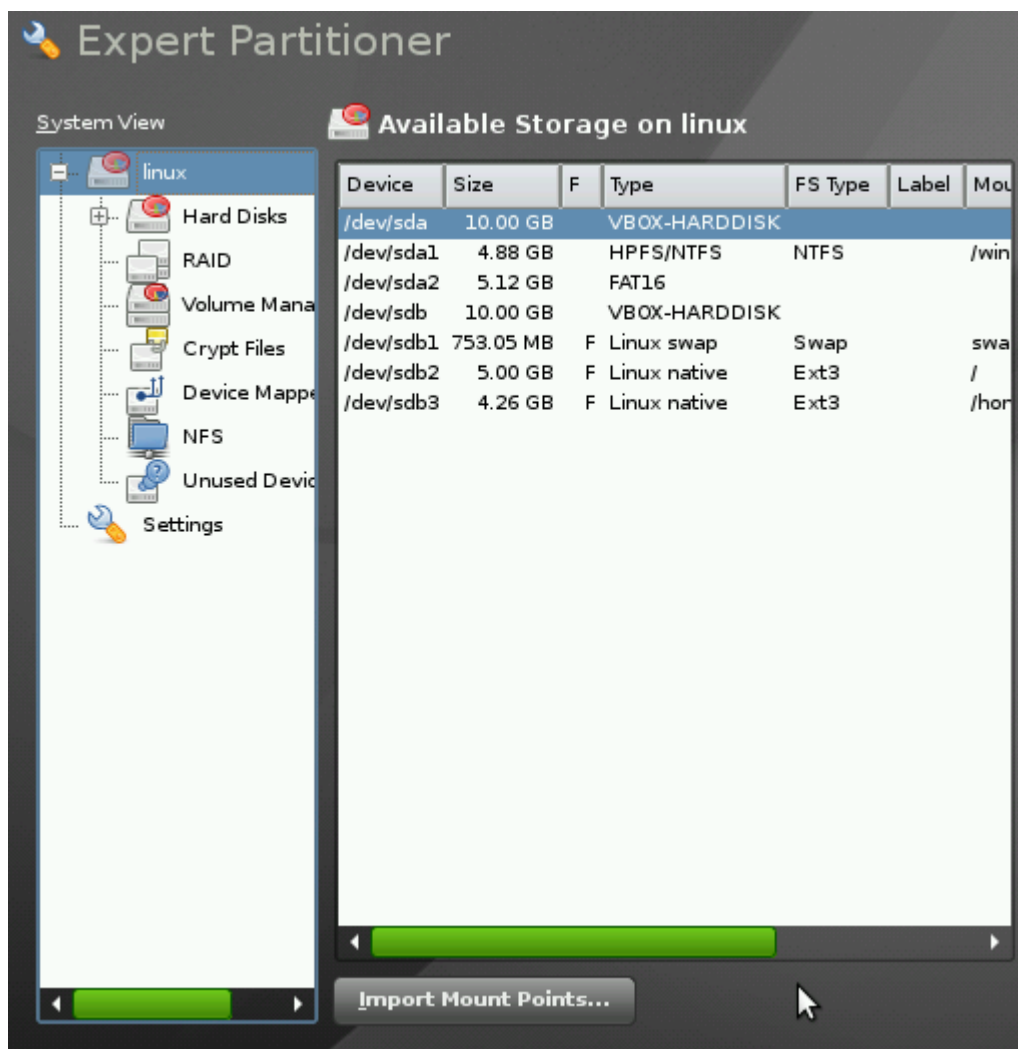 Expert Partitioner
System View
Available Storage on linux
linux
Hard Disks
RAID
Volume Mana
Crypt Files
Device Mappe
NFS
Unused Devic
Settings
Device Size F Type FS Type Label Mou
/dev/sda 10.00 GB VBOX-HARDDISK
/dev/sda1 4.88 GB HPFS/NTFS NTFS /win
/dev/sda2 5.12 GB FAT16
/dev/sdb 10.00 GB VBOX-HARDDISK
/dev/sdb1 753.05 MB F Linux swap Swap swa
/dev/sdb2 5.00 GB F Linux native Ext3 /
/dev/sdb3 4.26 GB F Linux native Ext3 /hor
Import Mount Points...